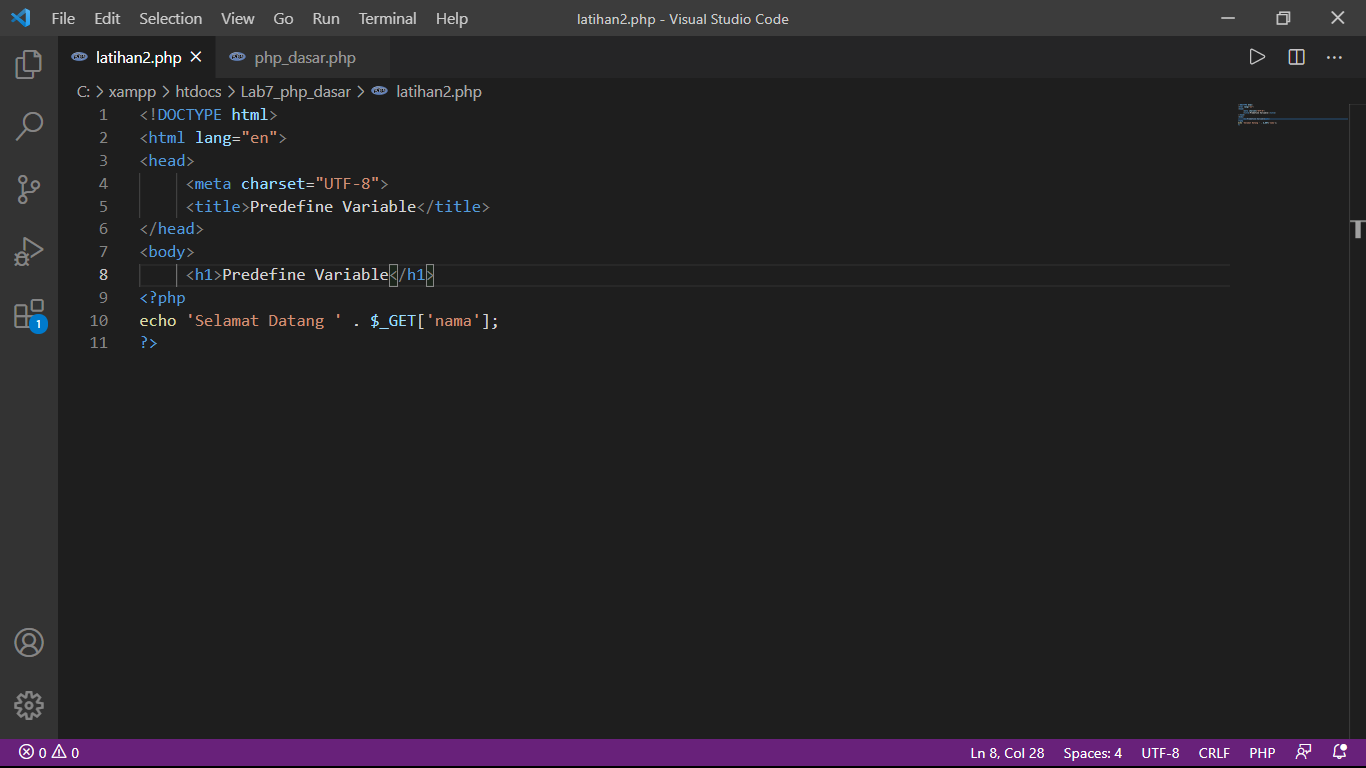 File Edit Selection View Go Run Terminal Help latihan2.php - Visual Studio Code
latihan2.php php_dasar.php
C: > xampp > htdocs > Lab7_php_dasar > latihan2.php
1 <!DOCTYPE html>
2 <html lang="en">
3 <head>
4 <meta charset="UTF-8">
5 <title>Predefine Variable</title>
6 </head>
7 <body>
8 <h1>Predefine Variable</h1>
9 <?php
10 echo 'Selamat Datang ' . $_GET['nama'];
11 ?>
1
0 0 Ln 8, Col 28 Spaces: 4 UTF-8 CRLF PHP